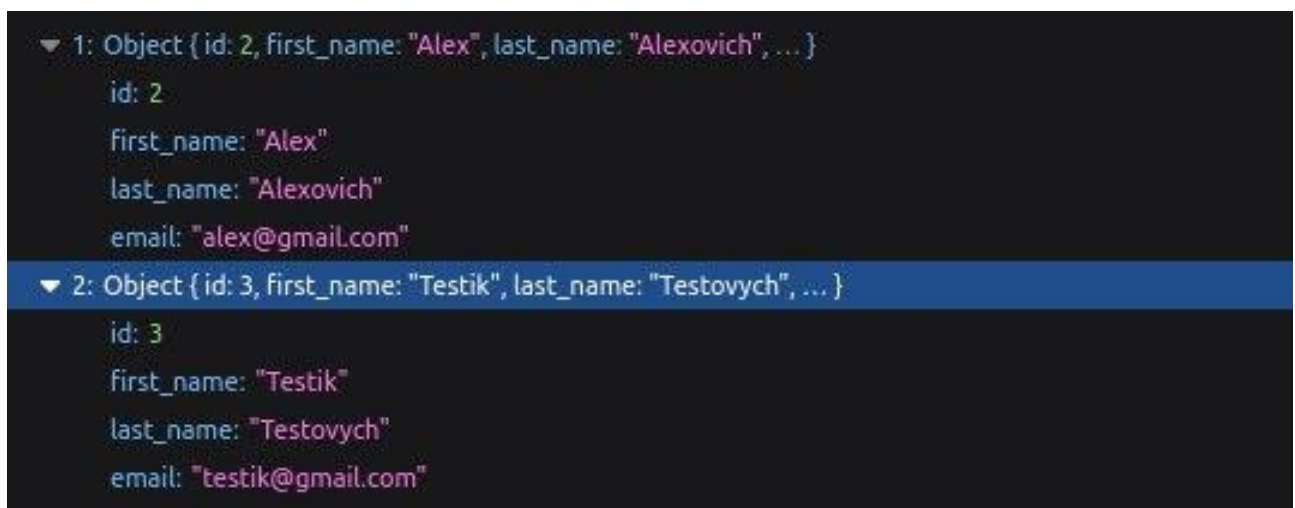 1: Object { id: 2, first_name: "Alex", last_name: "Alexovich", … }
id: 2
first_name: "Alex"
last_name: "Alexovich"
email: "alex@gmail.com"
2: Object { id: 3, first_name: "Testik", last_name: "Testovych", … }
id: 3
first_name: "Testik"
last_name: "Testovych"
email: "testik@gmail.com"